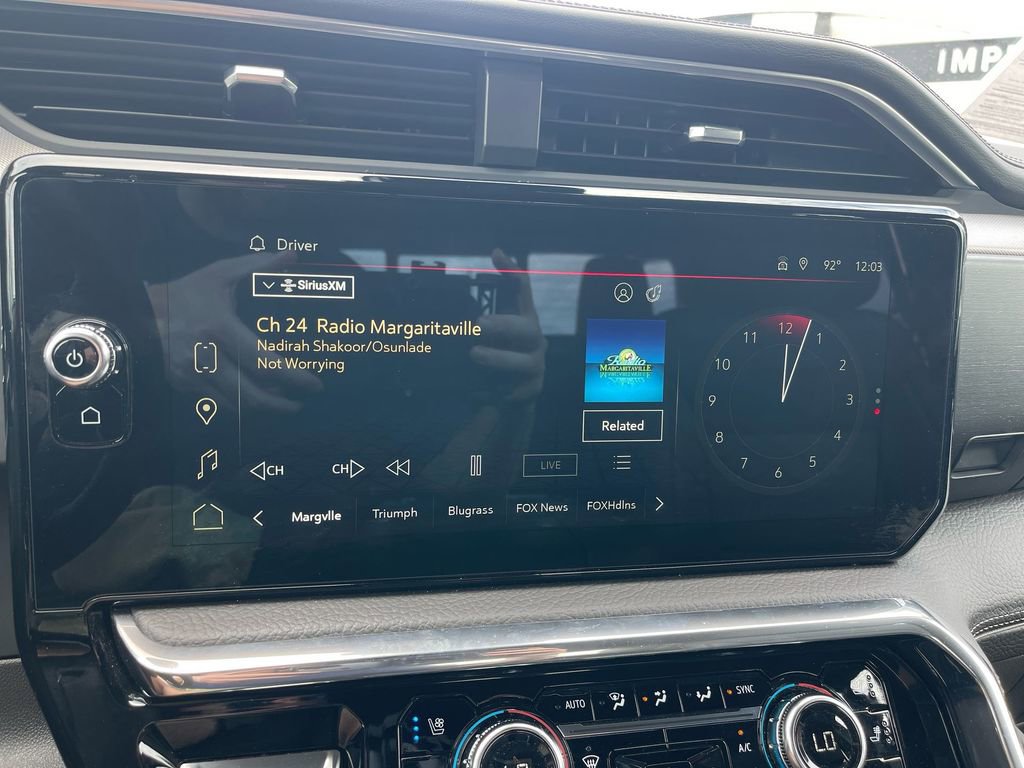 IMP
Driver
92° 12:03
SiriusXM
Ch 24 Radio Margaritaville
Nadirah Shakoor/Osunlade
Not Worrying
Radio
MARGARITAVILLE
Related
12
1
2
3
4
5
6
7
8
9
10
11
CH CH LIVE
Margvlle Triumph Blugrass FOX News FOXHdlns
AUTO SYNC
A/C LO